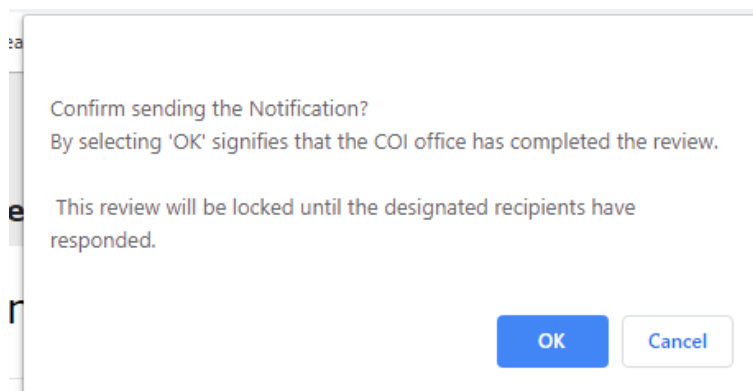 ea
Confirm sending the Notification?
By selecting 'OK' signifies that the COI office has completed the review.
This review will be locked until the designated recipients have
e
responded.
r
OK Cancel